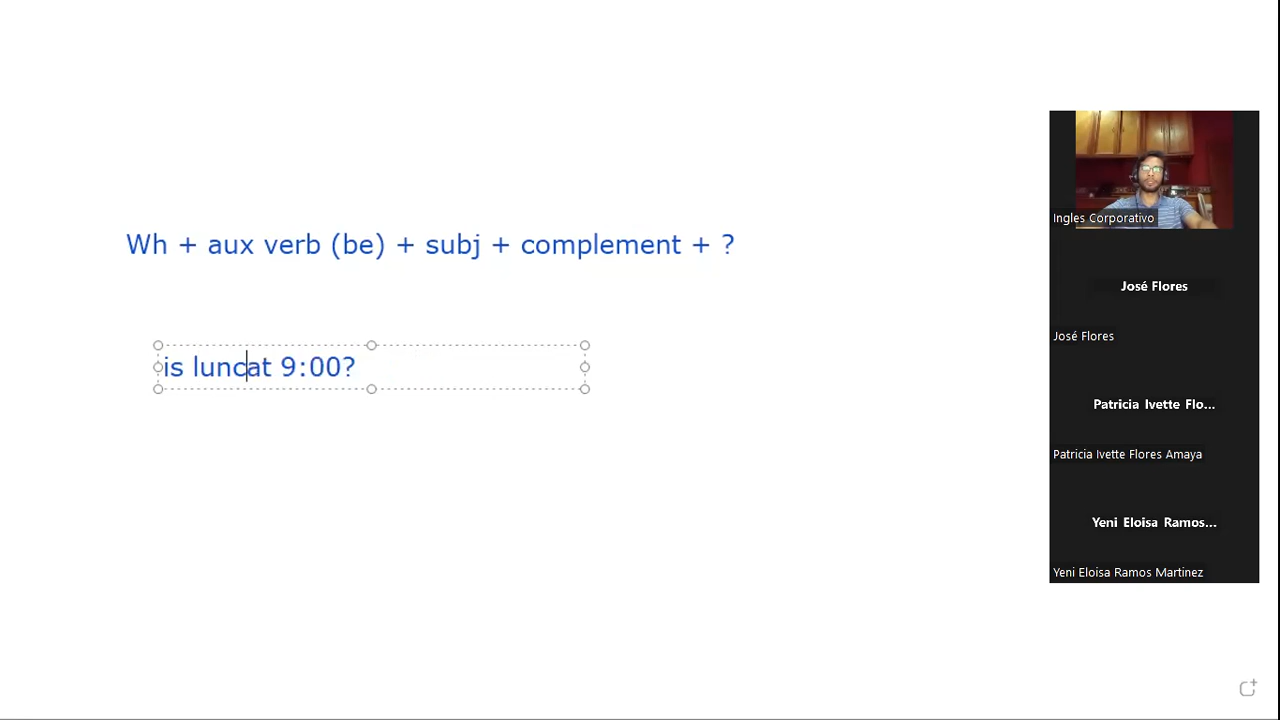 Wh + aux verb (be) + subj + complement + ?
is luncat 9:00?
Ingles Corporativo
José Flores
José Flores
Patricia Ivette Flo...
Patricia Ivette Flores Amaya
Yeni Eloisa Ramos...
Yeni Eloisa Ramos Martinez